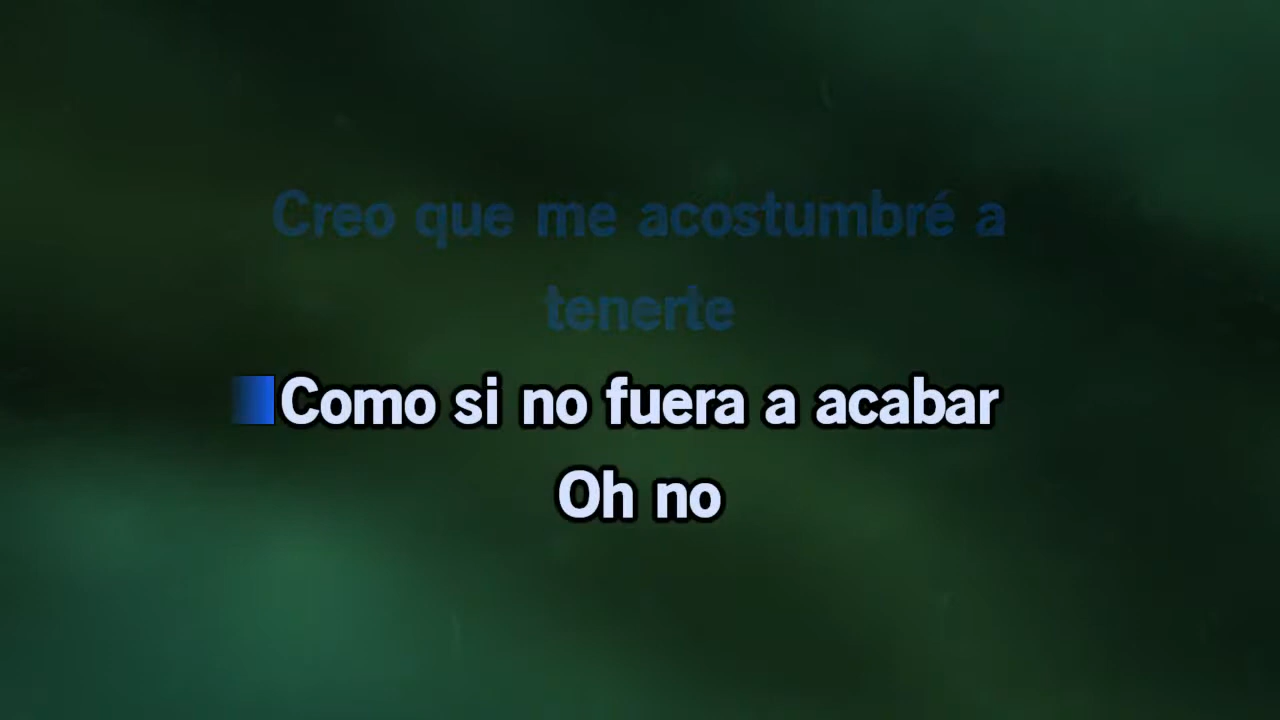 Creo que me acostumbré a
tenerte
Como si no fuera a acabar
Oh no